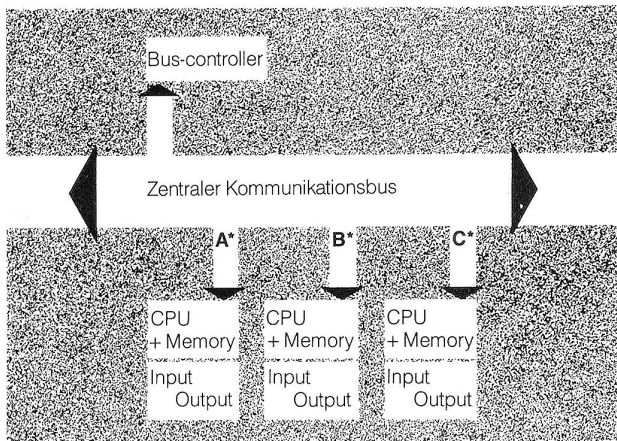 Bus-controller
Zentraler Kommunikationsbus
A* B* C*
CPU
+ Memory
Input
Output
CPU
+ Memory
Input
Output
CPU
+ Memory
Input
Output